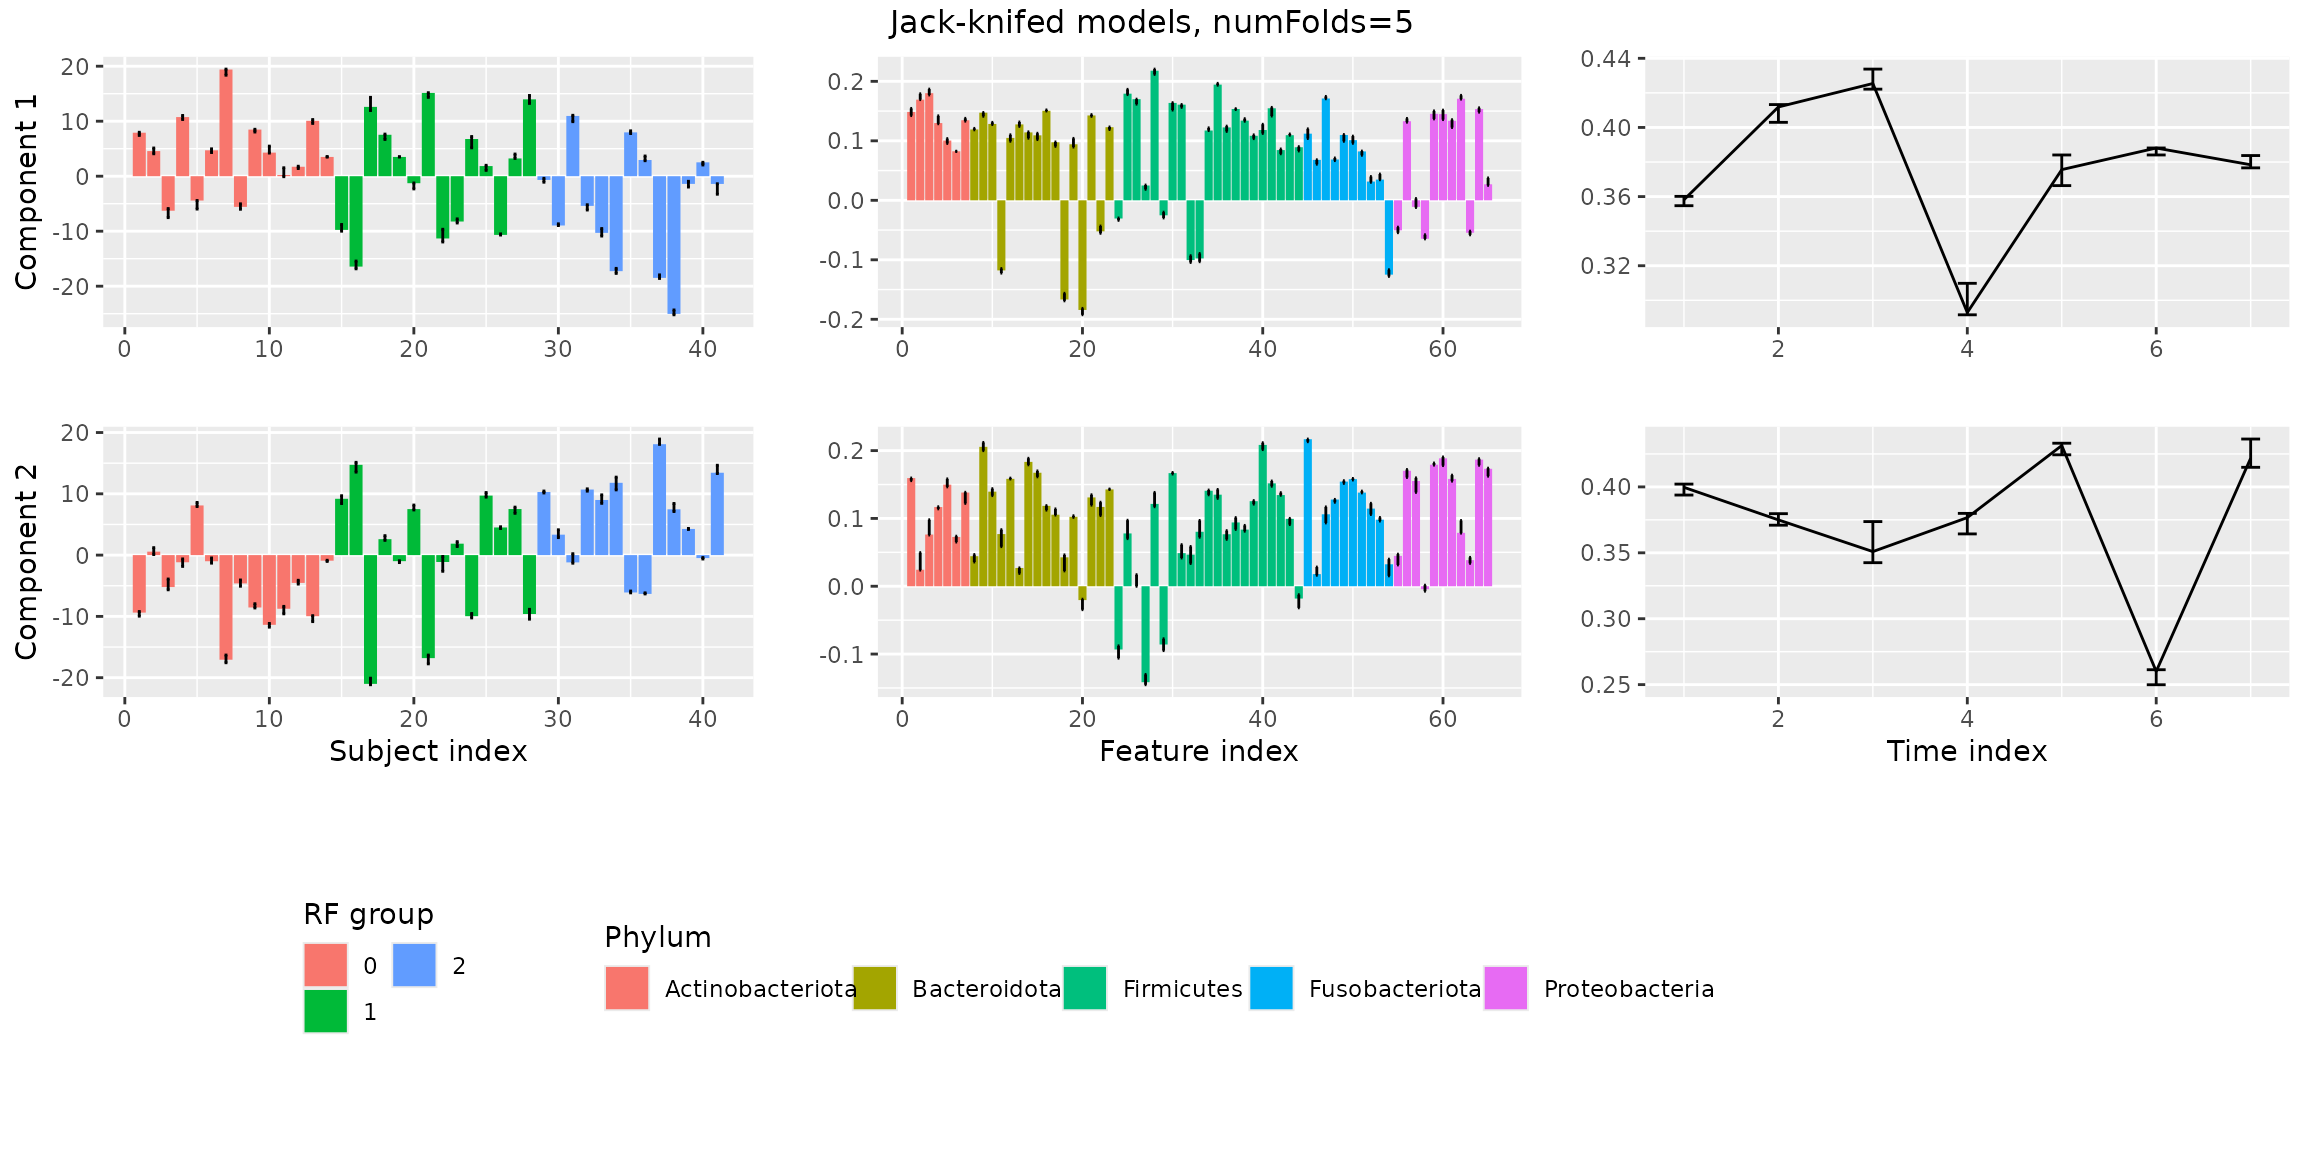 Jack-knifed models, numFolds=5
Component 1
20
10
0
-10
-20
0 10 20 30 40
0.2
0.1
0.0
-0.1
-0.2
0 20 40 60
0.44
0.40
0.36
0.32
2 4 6
Component 2
20
10
0
-10
-20
0 10 20 30 40
Subject index
0.2
0.1
0.0
-0.1
0 20 40 60
Feature index
0.40
0.35
0.30
0.25
2 4 6
Time index
RF group
0 2
1
Phylum
Actinobacteriota Bacteroidota Firmicutes Fusobacteriota Proteobacteria